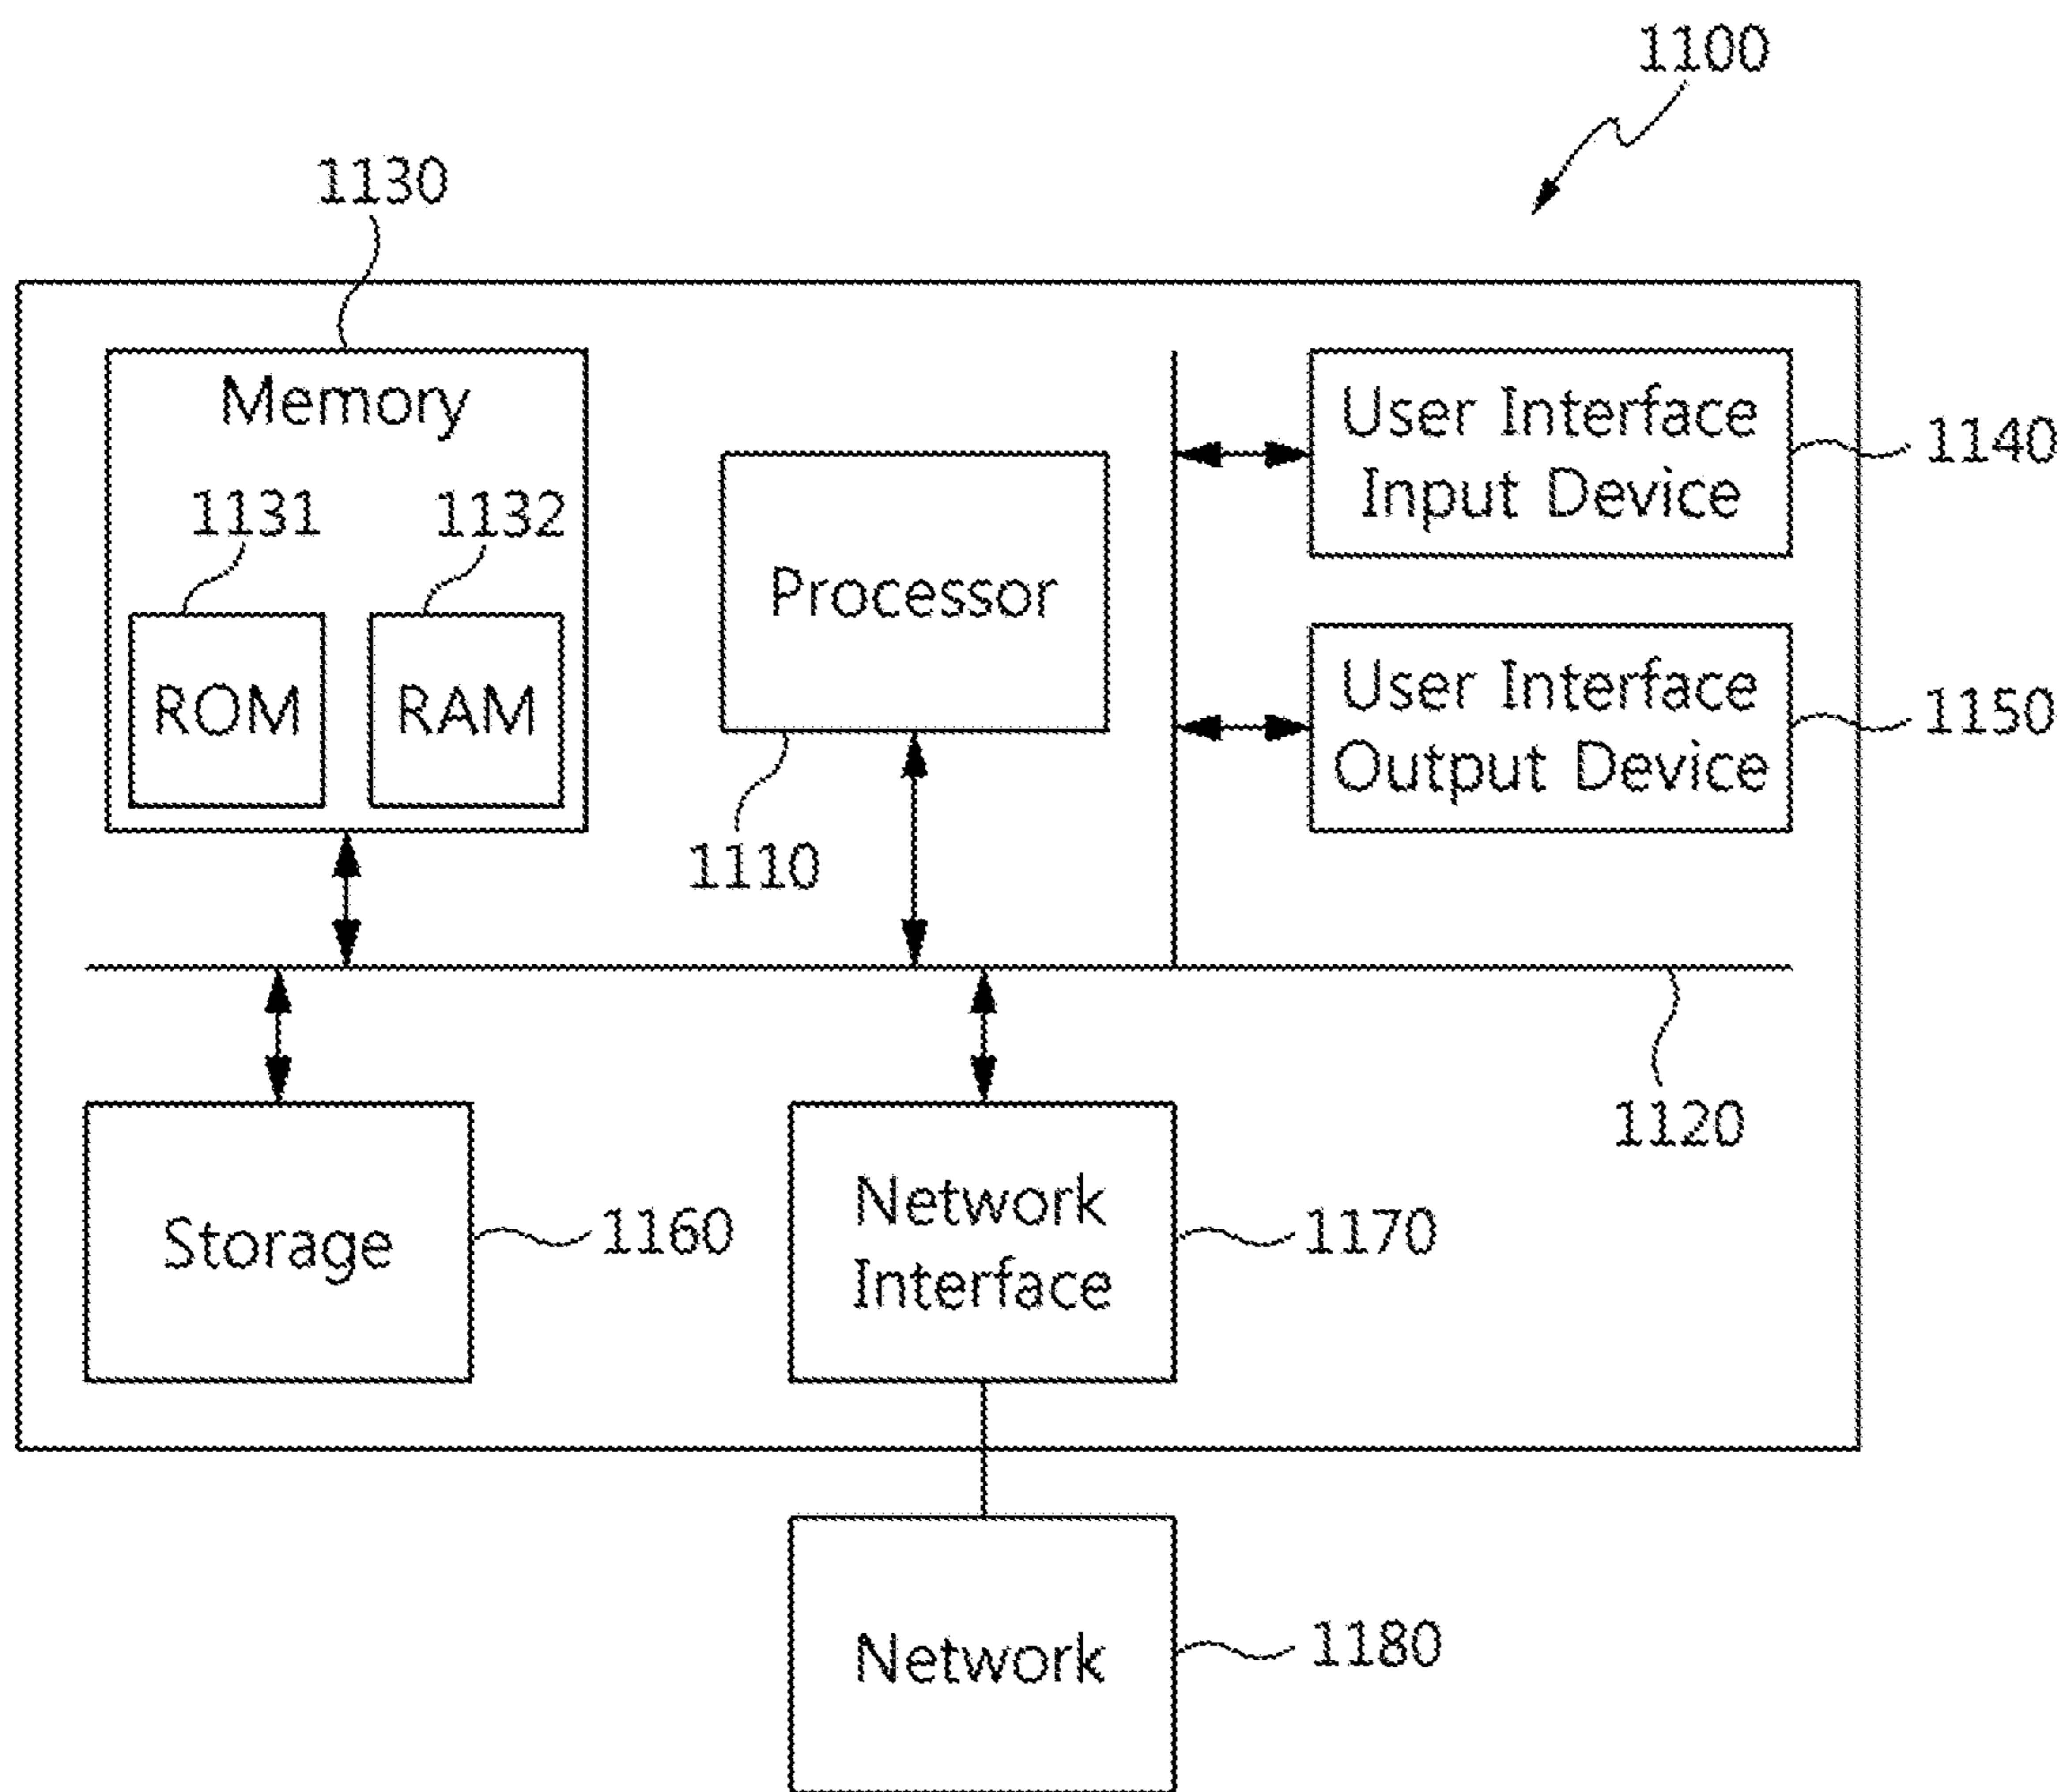 1100
1130
Memory
1131
1132
ROM
RAM
Processor
1110
User Interface
Input Device
1140
User Interface
Output Device
1150
1120
Storage
1160
Network
Interface
1170
Network
1180